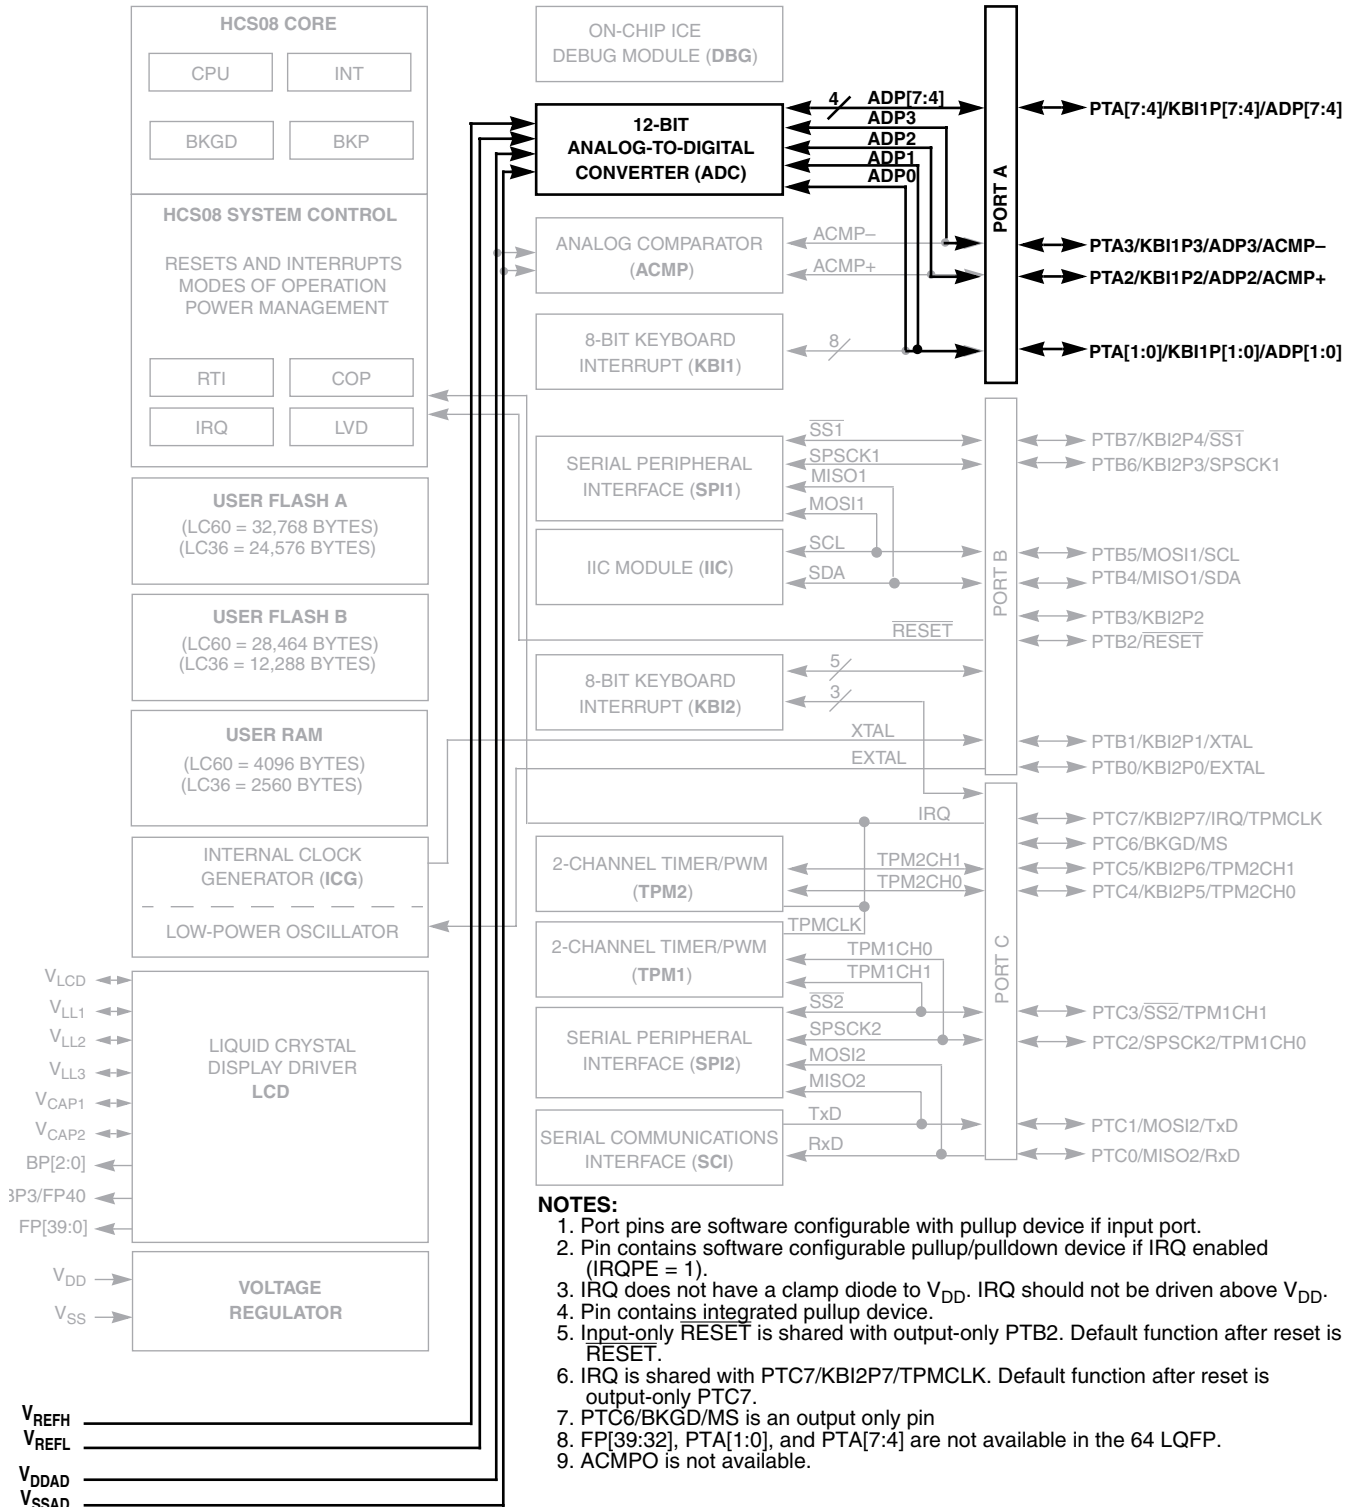 HCS08 CORE
CPU
INT
BKGD
BKP
HCS08 SYSTEM CONTROL
RESETS AND INTERRUPTS
MODES OF OPERATION
POWER MANAGEMENT
RTI
COP
IRQ
LVD
USER FLASH A
(LC60 = 32,768 BYTES)
(LC36 = 24,576 BYTES)
USER FLASH B
(LC60 = 28,464 BYTES)
(LC36 = 12,288 BYTES)
USER RAM
(LC60 = 4096 BYTES)
(LC36 = 2560 BYTES)
INTERNAL CLOCK
GENERATOR (ICG)
LOW-POWER OSCILLATOR
VLCD
VLL1
VLL2
VLL3
VCAP1
VCAP2
BP[2:0]
BP3/FP40
FP[39:0]
LIQUID CRYSTAL
DISPLAY DRIVER
LCD
VDD
VSS
VOLTAGE
REGULATOR
VREFH
VREFL
VDDAD
VSSAD
ON-CHIP ICE
DEBUG MODULE (DBG)
12-BIT
ANALOG-TO-DIGITAL
CONVERTER (ADC)
4
ADP[7:4]
ADP3
ADP2
ADP1
ADP0
ANALOG COMPARATOR
(ACMP)
ACMP–
ACMP+
8-BIT KEYBOARD
INTERRUPT (KBI1)
8
SERIAL PERIPHERAL
INTERFACE (SPI1)
SS1
SPSCK1
MISO1
MOSI1
IIC MODULE (IIC)
SCL
SDA
RESET
8-BIT KEYBOARD
INTERRUPT (KBI2)
5
3
XTAL
EXTAL
IRQ
2-CHANNEL TIMER/PWM
(TPM2)
TPM2CH1
TPM2CH0
TPMCLK
2-CHANNEL TIMER/PWM
(TPM1)
TPM1CH0
TPM1CH1
SERIAL PERIPHERAL
INTERFACE (SPI2)
SS2
SPSCK2
MOSI2
MISO2
SERIAL COMMUNICATIONS
INTERFACE (SCI)
TxD
RxD
PORT A
PTA[7:4]/KBI1P[7:4]/ADP[7:4]
PTA3/KBI1P3/ADP3/ACMP–
PTA2/KBI1P2/ADP2/ACMP+
PTA[1:0]/KBI1P[1:0]/ADP[1:0]
PORT B
PTB7/KBI2P4/SS1
PTB6/KBI2P3/SPSCK1
PTB5/MOSI1/SCL
PTB4/MISO1/SDA
PTB3/KBI2P2
PTB2/RESET
PTB1/KBI2P1/XTAL
PTB0/KBI2P0/EXTAL
PORT C
PTC7/KBI2P7/IRQ/TPMCLK
PTC6/BKGD/MS
PTC5/KBI2P6/TPM2CH1
PTC4/KBI2P5/TPM2CH0
PTC3/SS2/TPM1CH1
PTC2/SPSCK2/TPM1CH0
PTC1/MOSI2/TxD
PTC0/MISO2/RxD
NOTES:
1. Port pins are software configurable with pullup device if input port.
2. Pin contains software configurable pullup/pulldown device if IRQ enabled
(IRQPE = 1).
3. IRQ does not have a clamp diode to VDD. IRQ should not be driven above VDD.
4. Pin contains integrated pullup device.
5. Input-only RESET is shared with output-only PTB2. Default function after reset is
RESET.
6. IRQ is shared with PTC7/KBI2P7/TPMCLK. Default function after reset is
output-only PTC7.
7. PTC6/BKGD/MS is an output only pin
8. FP[39:32], PTA[1:0], and PTA[7:4] are not available in the 64 LQFP.
9. ACMPO is not available.